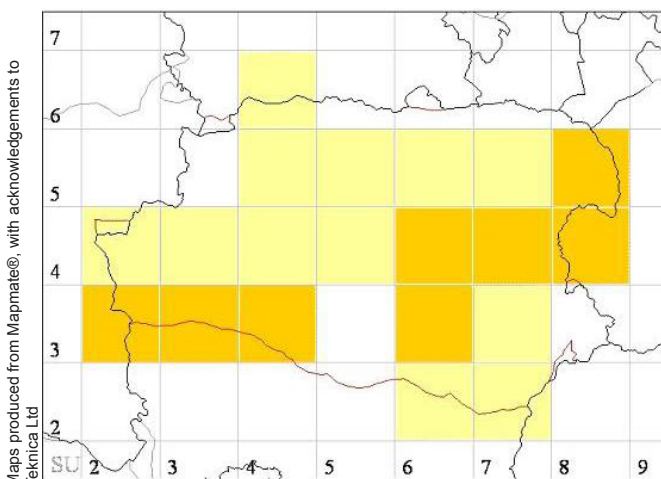 Maps produced from Mapmate®, with acknowledgements to
Teknica Ltd
7
6
5
4
3
2
SU 2 3 4 5 6 7 8 9